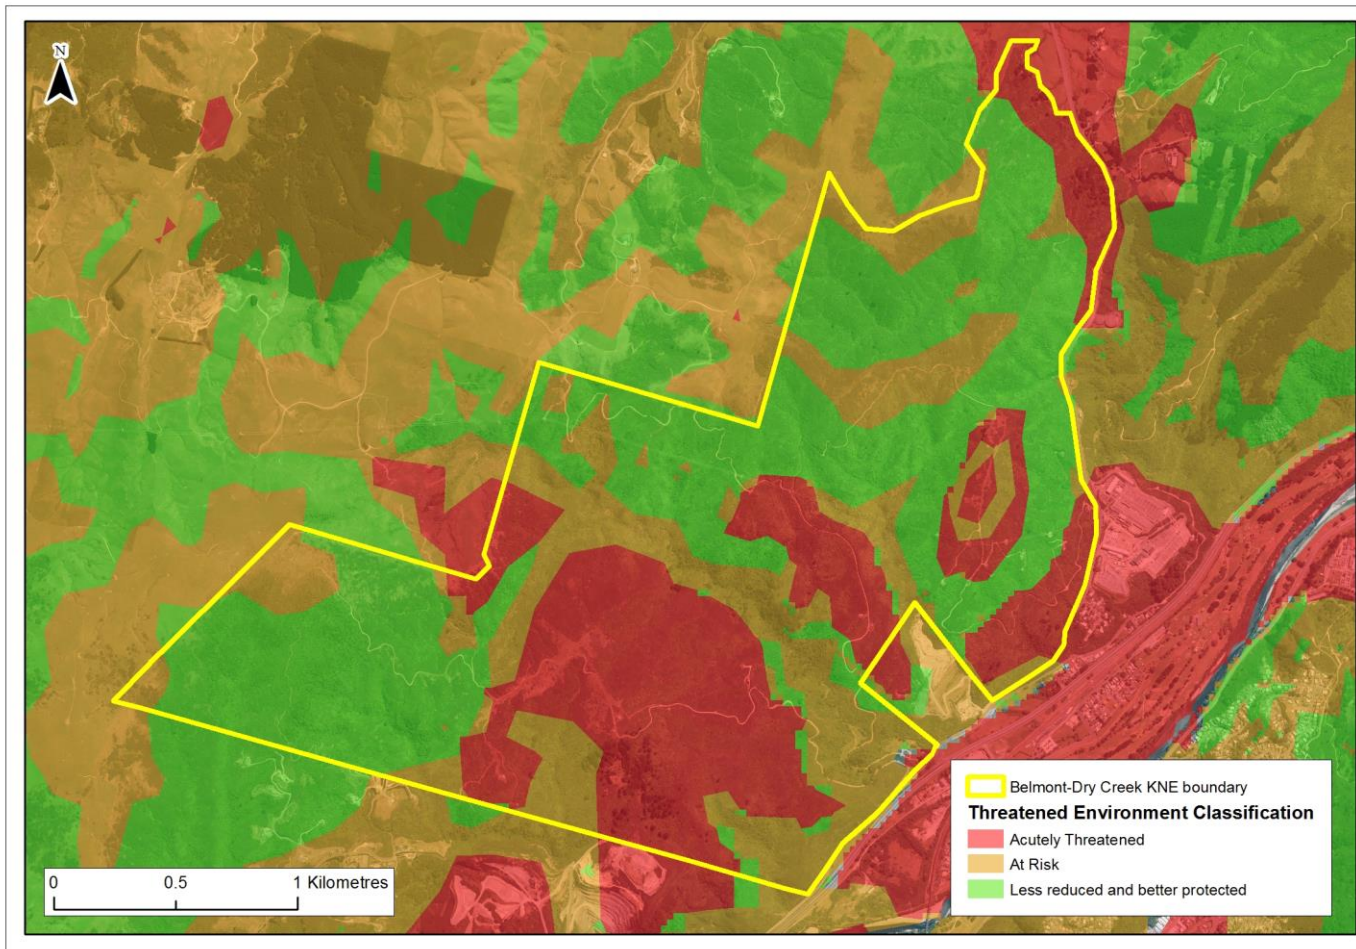 N
Belmont-Dry Creek KNE boundary
Threatened Environment Classification
Acutely Threatened
At Risk
Less reduced and better protected
0 0.5 1 Kilometres